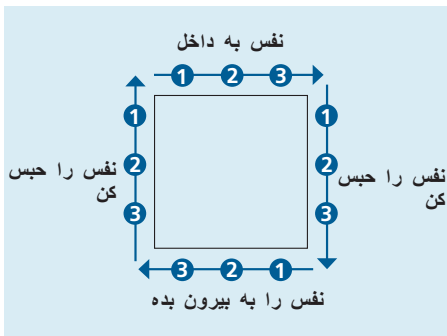 نفس به داخل
1 2 3
1
2
3
نفس را حبس
کن
3 2 1
نفس را به بیرون بده
1
2
3
نفس را حبس
کن